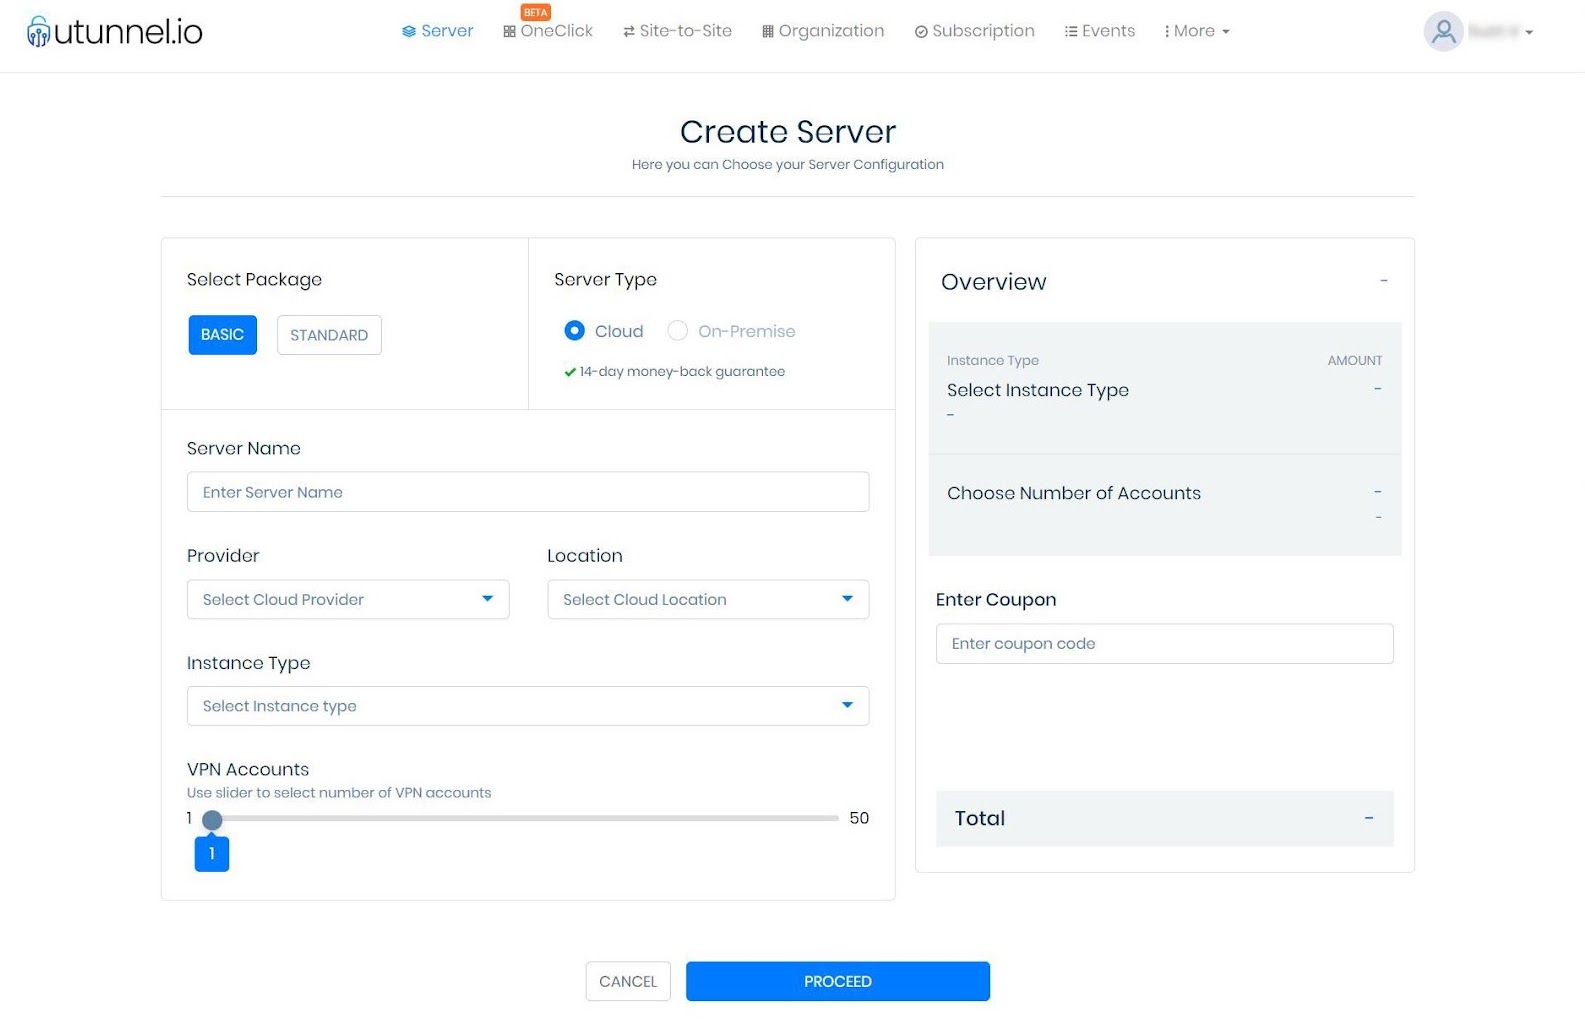 utunnel.io
Server
BETA
OneClick
Site-to-Site
Organization
Subscription
Events
More
Create Server
Here you can Choose your Server Configuration
Select Package
BASIC
STANDARD
Server Type
Cloud
On-Premise
14-day money-back guarantee
Server Name
Enter Server Name
Provider
Select Cloud Provider
Location
Select Cloud Location
Instance Type
Select Instance type
VPN Accounts
Use slider to select number of VPN accounts
1
50
1
Overview -
Instance Type AMOUNT
Select Instance Type -
-
Choose Number of Accounts -
-
Enter Coupon
Enter coupon code
Total -
CANCEL
PROCEED